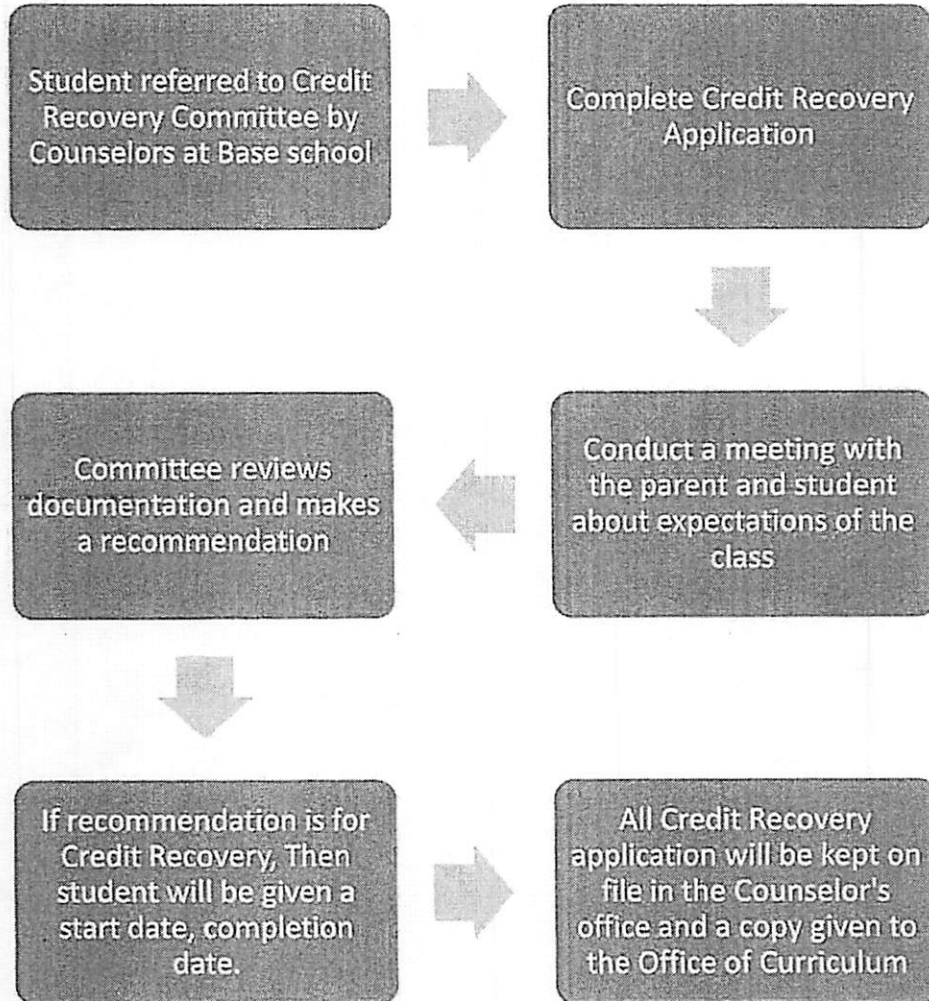 Student referred to Credit
Recovery Committee by
Counselors at Base school
Complete Credit Recovery
Application
Conduct a meeting with
the parent and student
about expectations of the
class
Committee reviews
documentation and makes
a recommendation
If recommendation is for
Credit Recovery, Then
student will be given a
start date, completion
date.
All Credit Recovery
application will be kept on
file in the Counselor's
office and a copy given to
the Office of Curriculum